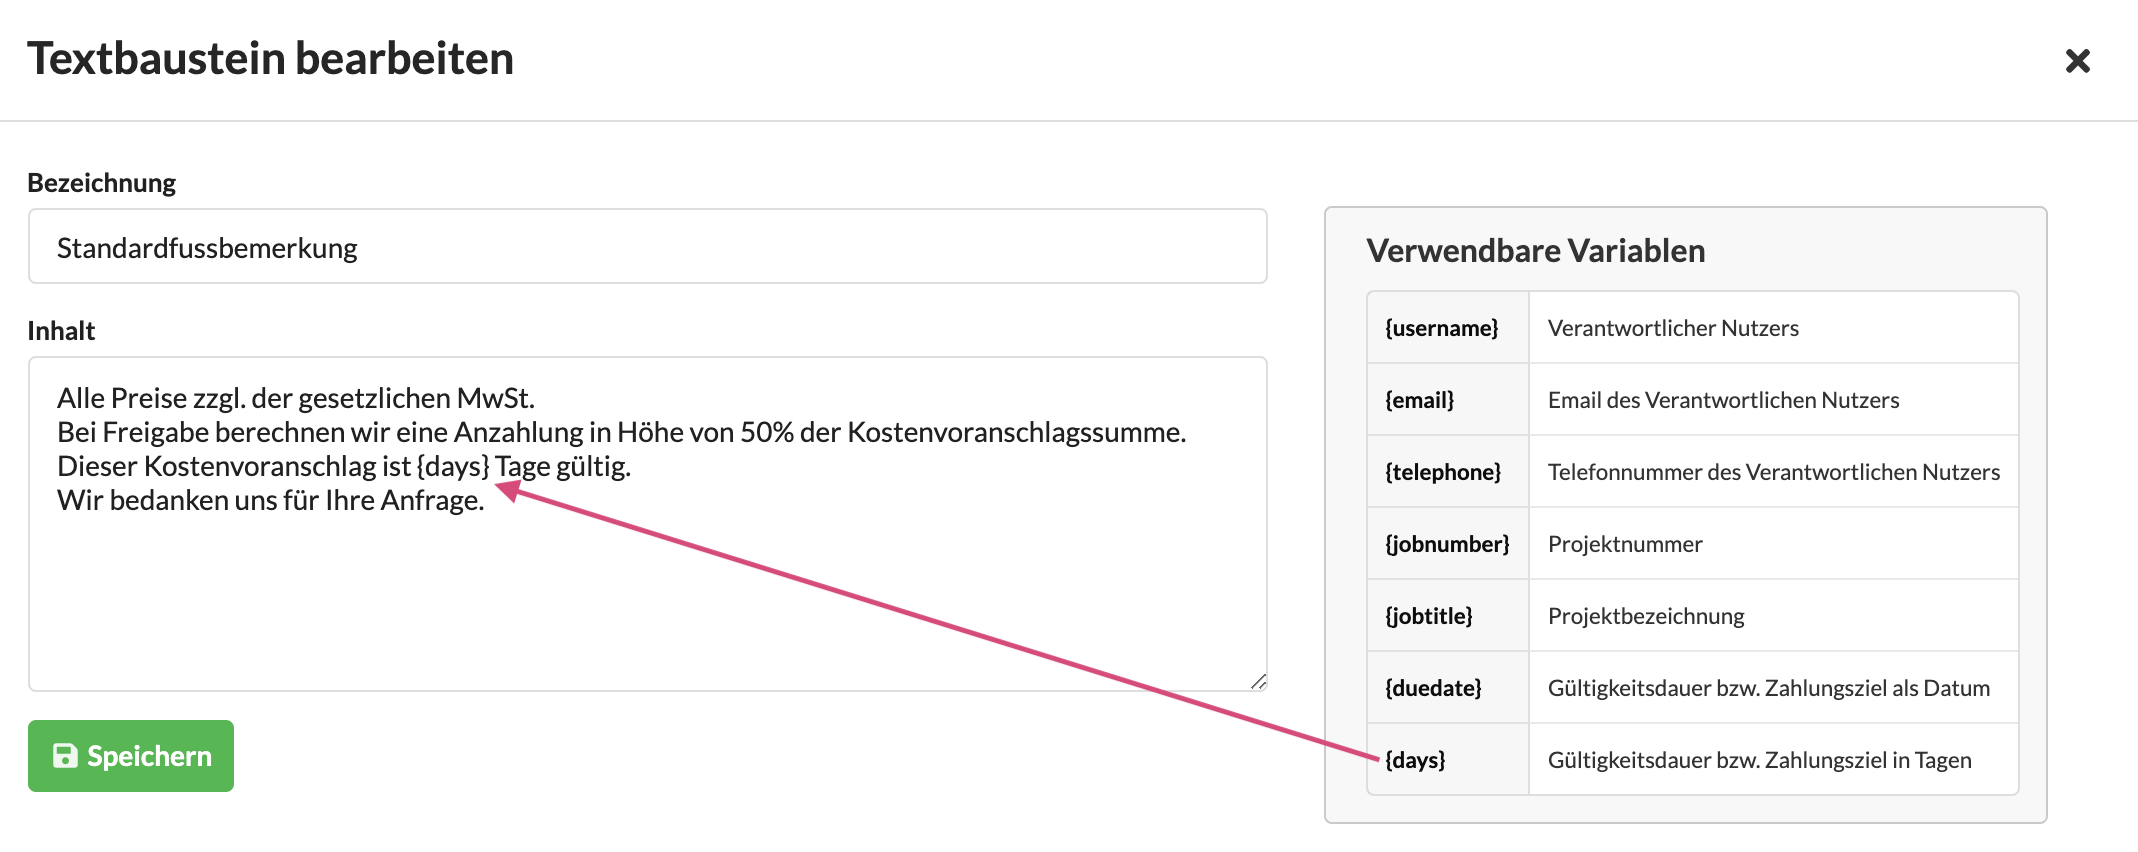 Textbaustein bearbeiten
Bezeichnung
Standardfussbemerkung
Inhalt
Alle Preise zzgl. der gesetzlichen MwSt.
Bei Freigabe berechnen wir eine Anzahlung in Höhe von 50% der Kostenvoranschlagssumme.
Dieser Kostenvoranschlag ist {days} Tage gültig.
Wir bedanken uns für Ihre Anfrage.
Speichern
Verwendbare Variablen
{username} Verantwortlicher Nutzers
{email} Email des Verantwortlichen Nutzers
{telephone} Telefonnummer des Verantwortlichen Nutzers
{jobnumber} Projektnummer
{jobtitle} Projektbezeichnung
{duedate} Gültigkeitsdauer bzw. Zahlungsziel als Datum
{days} Gültigkeitsdauer bzw. Zahlungsziel in Tagen